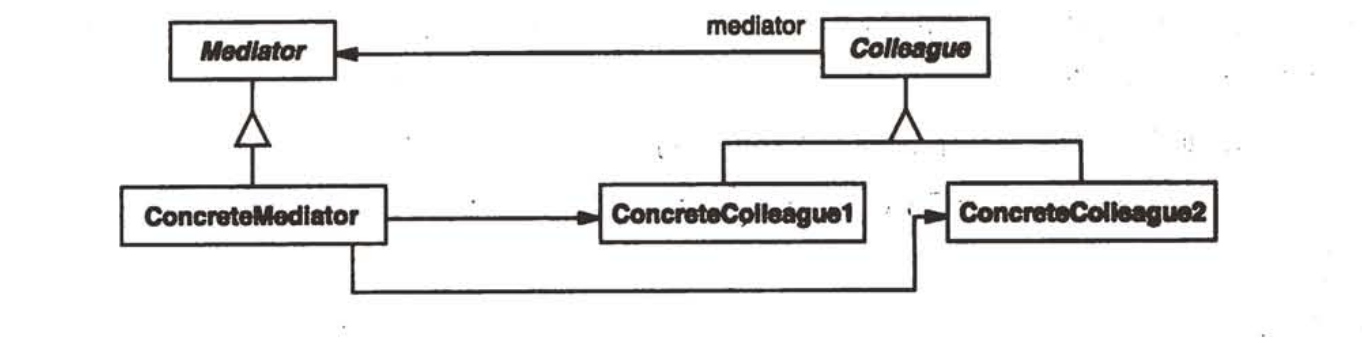 mediator
Mediator
Colleague
ConcreteMediator
ConcreteColleague1
ConcreteColleague2